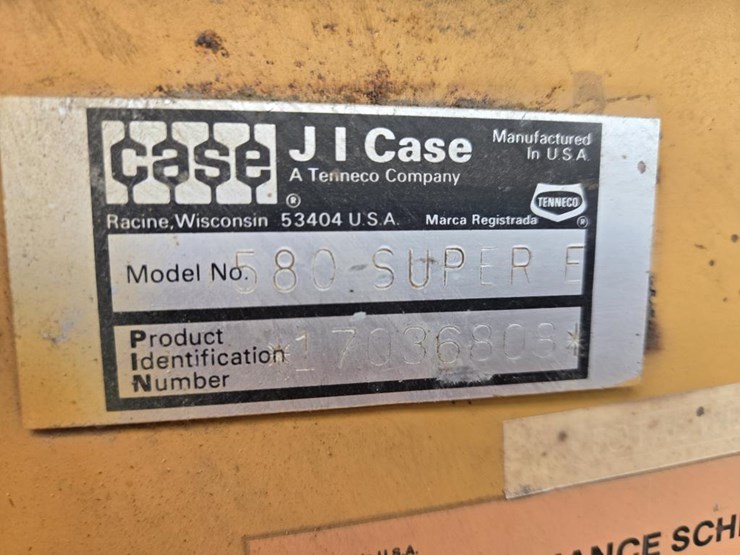 case
J I Case
Manufactured
In U.S.A.
A Tenneco Company
®
TENNECO
Racine, Wisconsin 53404 U.S.A.
Marca Registrada
®
Model No. 580 SUPER E
Product
Identification
Number
*17036808*
U.S.A.